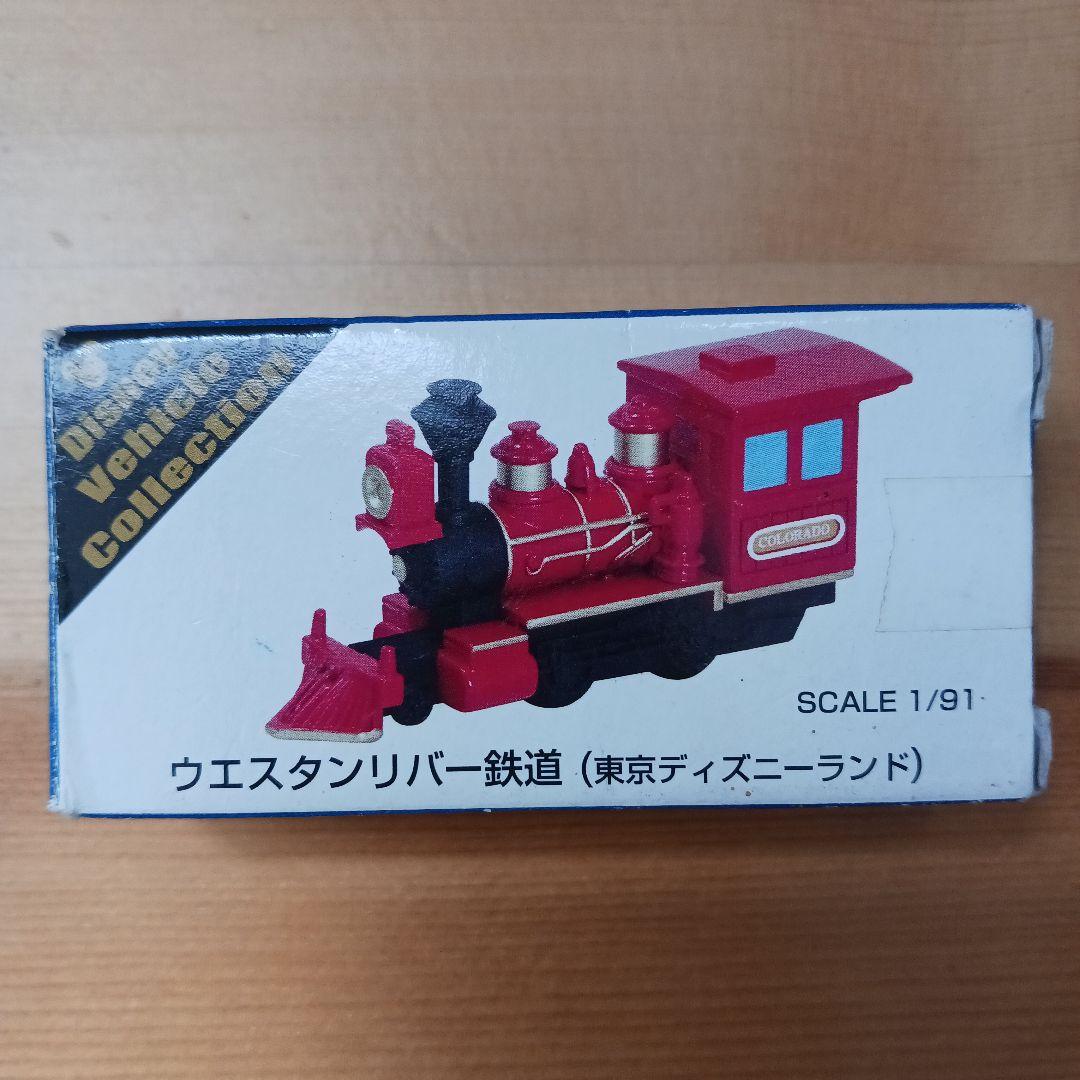 Disney
Vehicle
Collection
COLORADO
SCALE 1/91
ウエスタンリバー鉄道（東京ディズニーランド）